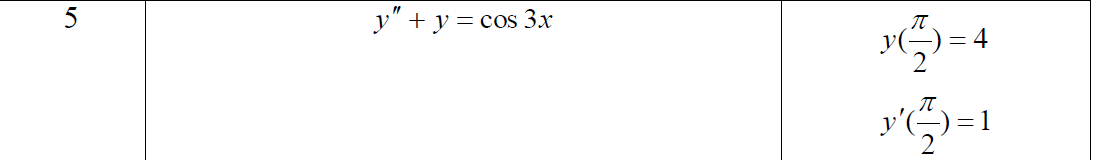 5
y″ + y = cos 3x
y(π/2) = 4
y′(π/2) = 1